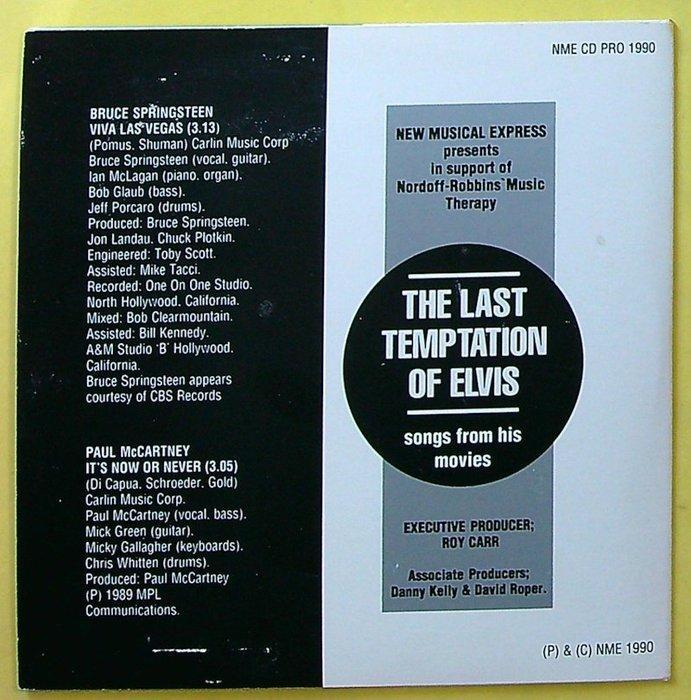 BRUCE SPRINGSTEEN
VIVA LAS VEGAS (3.13)
(Pomus. Shuman) Carlin Music Corp
Bruce Springsteen (vocal. guitar).
Ian McLagan (piano. organ).
Bob Glaub (bass).
Jeff Porcaro (drums).
Produced: Bruce Springsteen.
Jon Landau. Chuck Plotkin.
Engineered: Toby Scott.
Assisted: Mike Tacci.
Recorded: One On One Studio.
North Hollywood. California.
Mixed: Bob Clearmountain.
Assisted: Bill Kennedy.
A&M Studio 'B' Hollywood.
California.
Bruce Springsteen appears
courtesy of CBS Records
PAUL McCARTNEY
IT'S NOW OR NEVER (3.05)
(Di Capua. Schroeder. Gold)
Carlin Music Corp.
Paul McCartney (vocal. bass).
Mick Green (guitar).
Micky Gallagher (keyboards).
Chris Whitten (drums).
Produced: Paul McCartney
(P) 1989 MPL
Communications.
NME CD PRO 1990
NEW MUSICAL EXPRESS
presents
in support of
Nordoff-Robbins' Music
Therapy
THE LAST
TEMPTATION
OF ELVIS
songs from his
movies
EXECUTIVE PRODUCER;
ROY CARR
Associate Producers;
Danny Kelly & David Roper.
(P) & (C) NME 1990